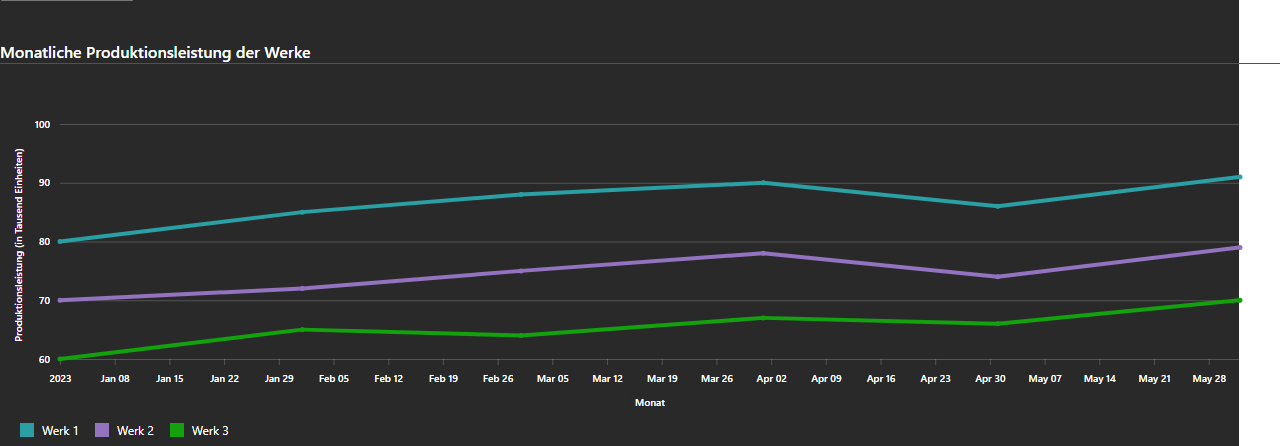 Monatliche Produktionsleistung der Werke
Produktionsleistung (in Tausend Einheiten)
100
90
80
70
60
2023 Jan 08 Jan 15 Jan 22 Jan 29 Feb 05 Feb 12 Feb 19 Feb 26 Mar 05 Mar 12 Mar 19 Mar 26 Apr 02 Apr 09 Apr 16 Apr 23 Apr 30 May 07 May 14 May 21 May 28
Monat
Werk 1 Werk 2 Werk 3